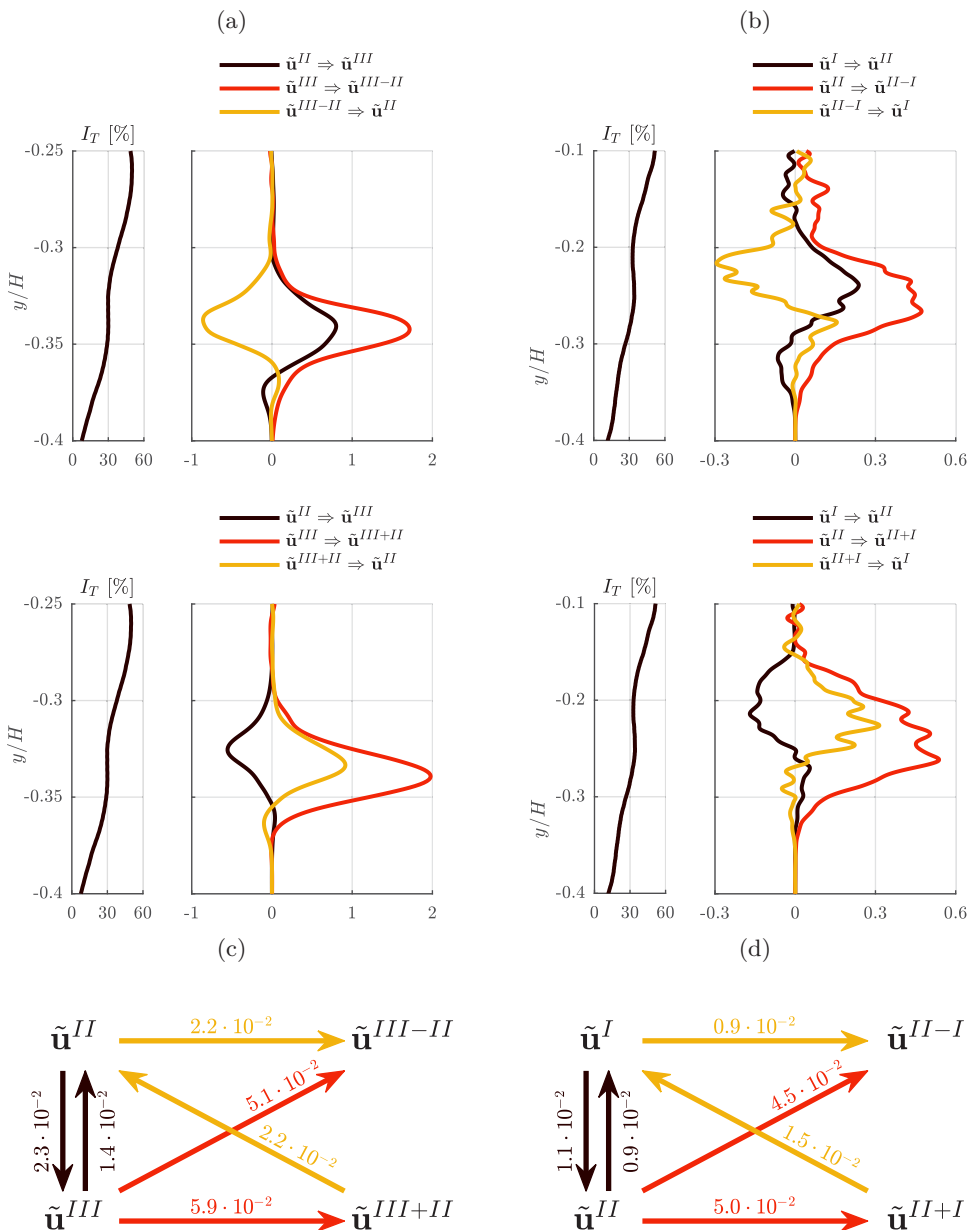 (a)
(b)
ũ^{II} ⇒ ũ^{III}
ũ^{III} ⇒ ũ^{III−II}
ũ^{III−II} ⇒ ũ^{II}
ũ^{I} ⇒ ũ^{II}
ũ^{II} ⇒ ũ^{II−I}
ũ^{II−I} ⇒ ũ^{I}
I_T [%]
-0.25
-0.3
-0.35
-0.4
y/H
0 30 60
-1 0 1 2
I_T [%]
-0.1
-0.2
-0.3
-0.4
y/H
0 30 60
-0.3 0 0.3 0.6
ũ^{II} ⇒ ũ^{III}
ũ^{III} ⇒ ũ^{III+II}
ũ^{III+II} ⇒ ũ^{II}
ũ^{I} ⇒ ũ^{II}
ũ^{II} ⇒ ũ^{II+I}
ũ^{II+I} ⇒ ũ^{I}
I_T [%]
-0.25
-0.3
-0.35
-0.4
y/H
0 30 60
-1 0 1 2
I_T [%]
-0.1
-0.2
-0.3
-0.4
y/H
0 30 60
-0.3 0 0.3 0.6
(c)
(d)
ũ^{II} 2.2 · 10^{−2} ũ^{III−II}
2.3 · 10^{−2}
1.4 · 10^{−2}
5.1 · 10^{−2}
2.2 · 10^{−2}
ũ^{III} 5.9 · 10^{−2} ũ^{III+II}
ũ^{I} 0.9 · 10^{−2} ũ^{II−I}
1.1 · 10^{−2}
0.9 · 10^{−2}
4.5 · 10^{−2}
1.5 · 10^{−2}
ũ^{II} 5.0 · 10^{−2} ũ^{II+I}